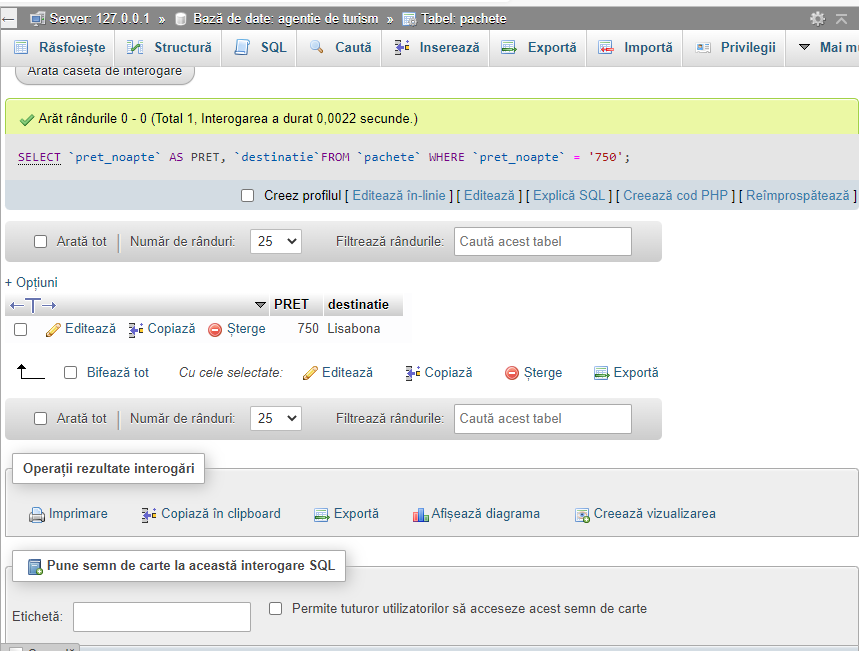 Server: 127.0.0.1 » Bază de date: agentie de turism » Tabel: pachete
Răsfoiește Structură SQL Caută Inserează Exportă Importă Privilegii Mai mu
Arată caseta de interogare
Arăt rândurile 0 - 0 (Total 1, Interogarea a durat 0,0022 secunde.)
SELECT `pret_noapte` AS PRET, `destinatie`FROM `pachete` WHERE `pret_noapte` = '750';
Creez profilul [ Editează în-linie ] [ Editează ] [ Explică SQL ] [ Creează cod PHP ] [ Reîmprospătează ]
Arată tot Număr de rânduri: 25 Filtrează rândurile: Caută acest tabel
+ Opțiuni
←T→ PRET destinatie
Editează Copiază Șterge 750 Lisabona
Bifează tot Cu cele selectate: Editează Copiază Șterge Exportă
Arată tot Număr de rânduri: 25 Filtrează rândurile: Caută acest tabel
Operații rezultate interogări
Imprimare Copiază în clipboard Exportă Afișează diagrama Creează vizualizarea
Pune semn de carte la această interogare SQL
Etichetă: Permite tuturor utilizatorilor să acceseze acest semn de carte